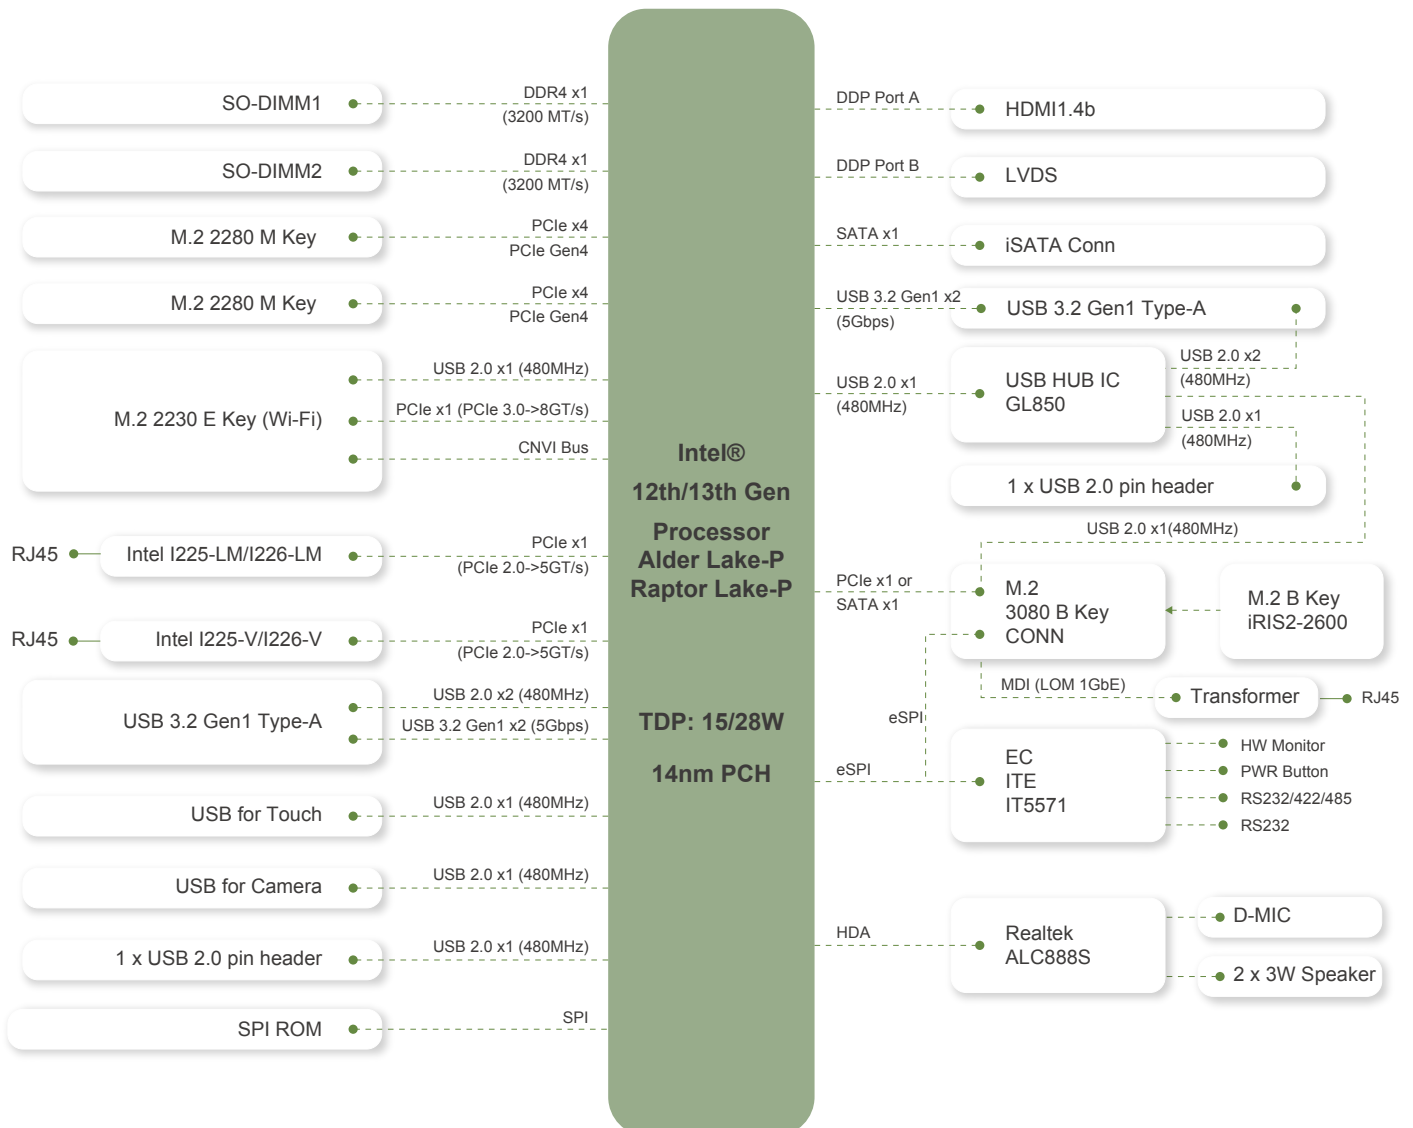 SO-DIMM1
DDR4 x1
(3200 MT/s)
SO-DIMM2
DDR4 x1
(3200 MT/s)
M.2 2280 M Key
PCIe x4
PCIe Gen4
M.2 2280 M Key
PCIe x4
PCIe Gen4
M.2 2230 E Key (Wi-Fi)
USB 2.0 x1 (480MHz)
PCIe x1 (PCIe 3.0->8GT/s)
CNVI Bus
RJ45
Intel I225-LM/I226-LM
PCIe x1
(PCIe 2.0->5GT/s)
RJ45
Intel I225-V/I226-V
PCIe x1
(PCIe 2.0->5GT/s)
USB 3.2 Gen1 Type-A
USB 2.0 x2 (480MHz)
USB 3.2 Gen1 x2 (5Gbps)
USB for Touch
USB 2.0 x1 (480MHz)
USB for Camera
USB 2.0 x1 (480MHz)
1 x USB 2.0 pin header
USB 2.0 x1 (480MHz)
SPI ROM
SPI
Intel®
12th/13th Gen
Processor
Alder Lake-P
Raptor Lake-P
TDP: 15/28W
14nm PCH
DDP Port A
HDMI1.4b
DDP Port B
LVDS
SATA x1
iSATA Conn
USB 3.2 Gen1 x2
(5Gbps)
USB 3.2 Gen1 Type-A
USB 2.0 x1
(480MHz)
USB HUB IC
GL850
USB 2.0 x2
(480MHz)
USB 2.0 x1
(480MHz)
1 x USB 2.0 pin header
USB 2.0 x1(480MHz)
PCIe x1 or
SATA x1
M.2
3080 B Key
CONN
M.2 B Key
iRIS2-2600
MDI (LOM 1GbE)
Transformer
RJ45
eSPI
eSPI
EC
ITE
IT5571
HW Monitor
PWR Button
RS232/422/485
RS232
HDA
Realtek
ALC888S
D-MIC
2 x 3W Speaker